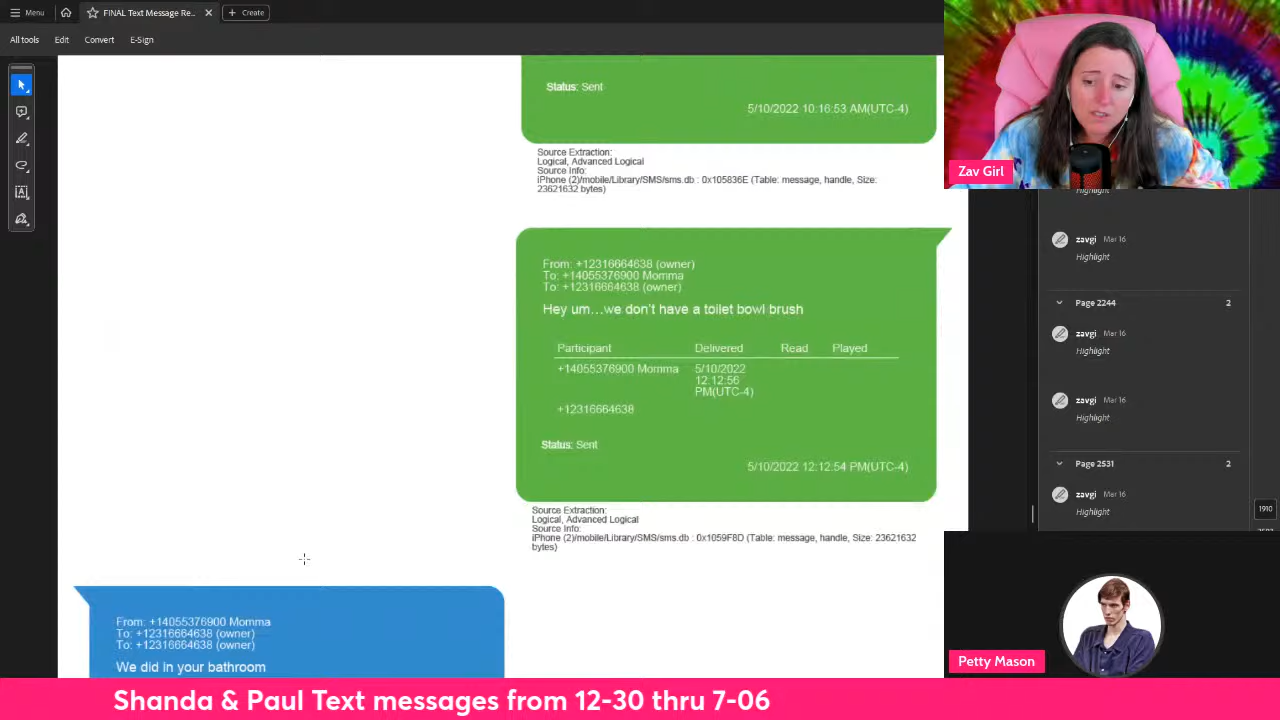 Menu
FINAL Text Message Re...
Create
All tools
Edit
Convert
E-Sign
Status: Sent
5/10/2022 10:16:53 AM(UTC-4)
Source Extraction:
Logical, Advanced Logical
Source Info:
iPhone (2)/mobile/Library/SMS/sms.db : 0x105836E (Table: message, handle, Size:
23621632 bytes)
From: +12316664638 (owner)
To: +14055376900 Momma
To: +12316664638 (owner)
Hey um…we don't have a toilet bowl brush
Participant Delivered Read Played
+14055376900 Momma 5/10/2022
12:12:56
PM(UTC-4)
+12316664638
Status: Sent
5/10/2022 12:12:54 PM(UTC-4)
Source Extraction:
Logical, Advanced Logical
Source Info:
iPhone (2)/mobile/Library/SMS/sms.db : 0x1059F8D (Table: message, handle, Size: 23621632
bytes)
From: +14055376900 Momma
To: +12316664638 (owner)
To: +12316664638 (owner)
We did in your bathroom
Zav Girl
Highlight
zavgi Mar 16
Highlight
Page 2244 2
zavgi Mar 16
Highlight
zavgi Mar 16
Highlight
Page 2531 2
zavgi Mar 16
Highlight
1910
Petty Mason
Shanda & Paul Text messages from 12-30 thru 7-06